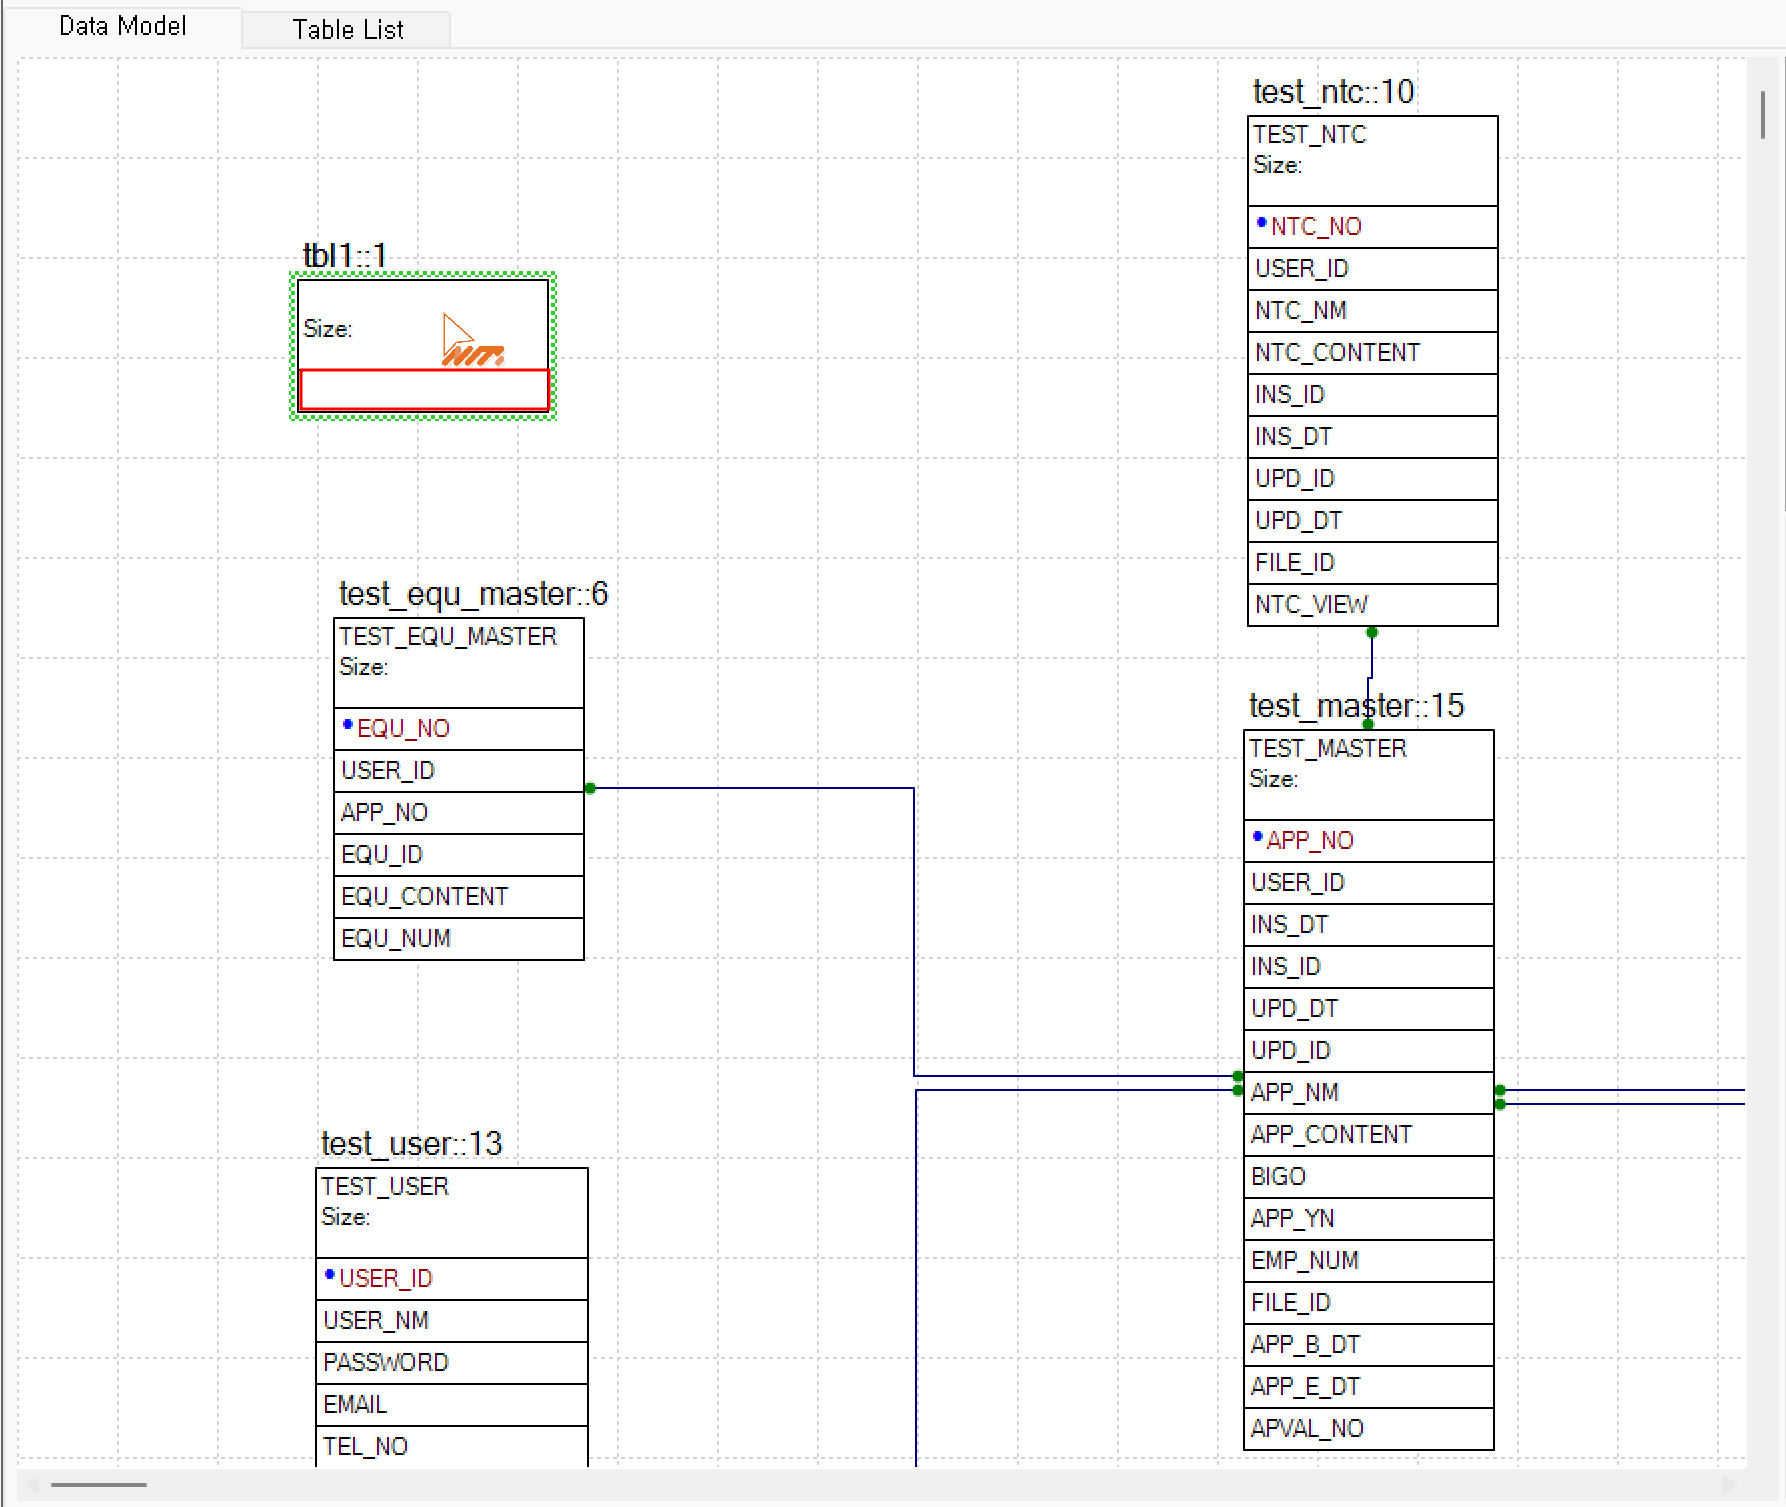 Data Model
Table List
test_ntc::10
TEST_NTC
Size:
NTC_NO
USER_ID
NTC_NM
NTC_CONTENT
INS_ID
INS_DT
UPD_ID
UPD_DT
FILE_ID
NTC_VIEW
tbl1::1
Size:
test_equ_master::6
TEST_EQU_MASTER
Size:
EQU_NO
USER_ID
APP_NO
EQU_ID
EQU_CONTENT
EQU_NUM
test_master::15
TEST_MASTER
Size:
APP_NO
USER_ID
INS_DT
INS_ID
UPD_DT
UPD_ID
APP_NM
APP_CONTENT
BIGO
APP_YN
EMP_NUM
FILE_ID
APP_B_DT
APP_E_DT
APVAL_NO
test_user::13
TEST_USER
Size:
USER_ID
USER_NM
PASSWORD
EMAIL
TEL_NO